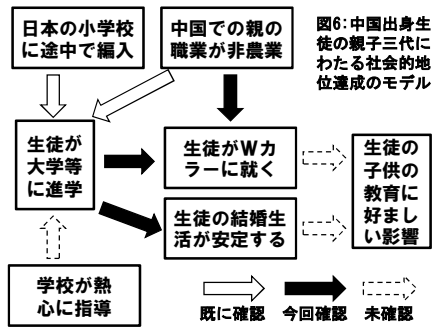 日本の小学校
に途中で編入
中国での親の
職業が非農業
図6：中国出身生
徒の親子三代に
わたる社会的地
位達成のモデル
生徒が
大学等
に進学
生徒がWカ
ラーに就く
生徒の結婚生
活が安定する
生徒の
子供の
教育に
好まし
い影響
学校が熱
心に指導
既に確認
今回確認
未確認